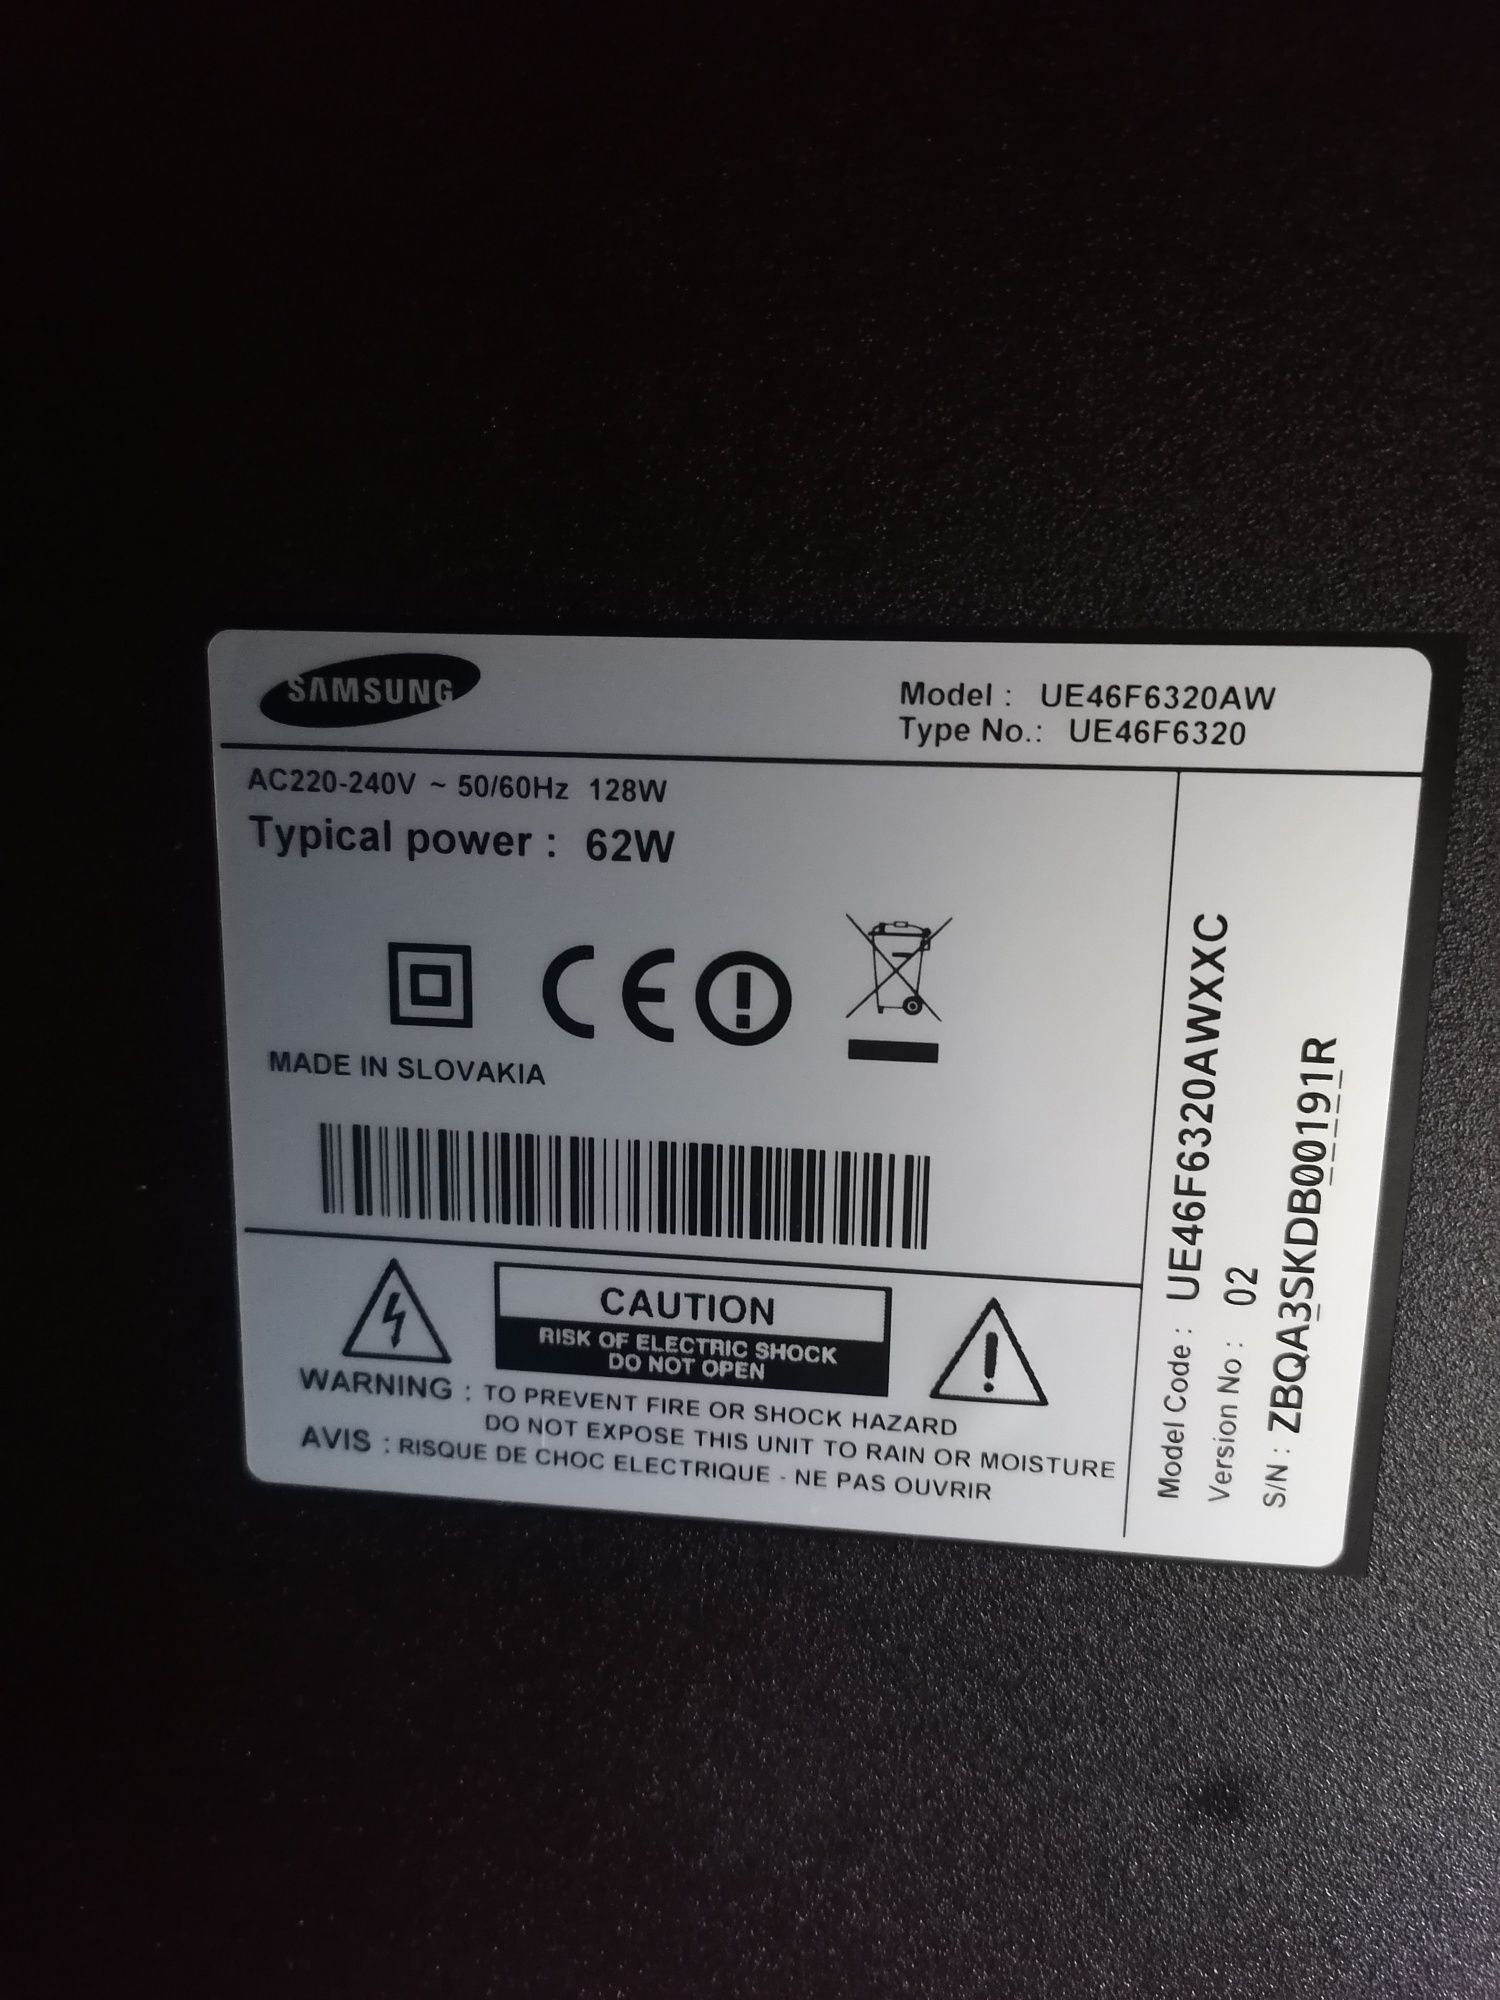 SAMSUNG
Model : UE46F6320AW
Type No.: UE46F6320
AC220-240V ~ 50/60Hz 128W
Typical power : 62W
CE
MADE IN SLOVAKIA
CAUTION
RISK OF ELECTRIC SHOCK
DO NOT OPEN
WARNING : TO PREVENT FIRE OR SHOCK HAZARD
DO NOT EXPOSE THIS UNIT TO RAIN OR MOISTURE
AVIS : RISQUE DE CHOC ELECTRIQUE - NE PAS OUVRIR
Model Code : UE46F6320AWXXC
Version No : 02
S/N : ZBQA3SKDB00191R